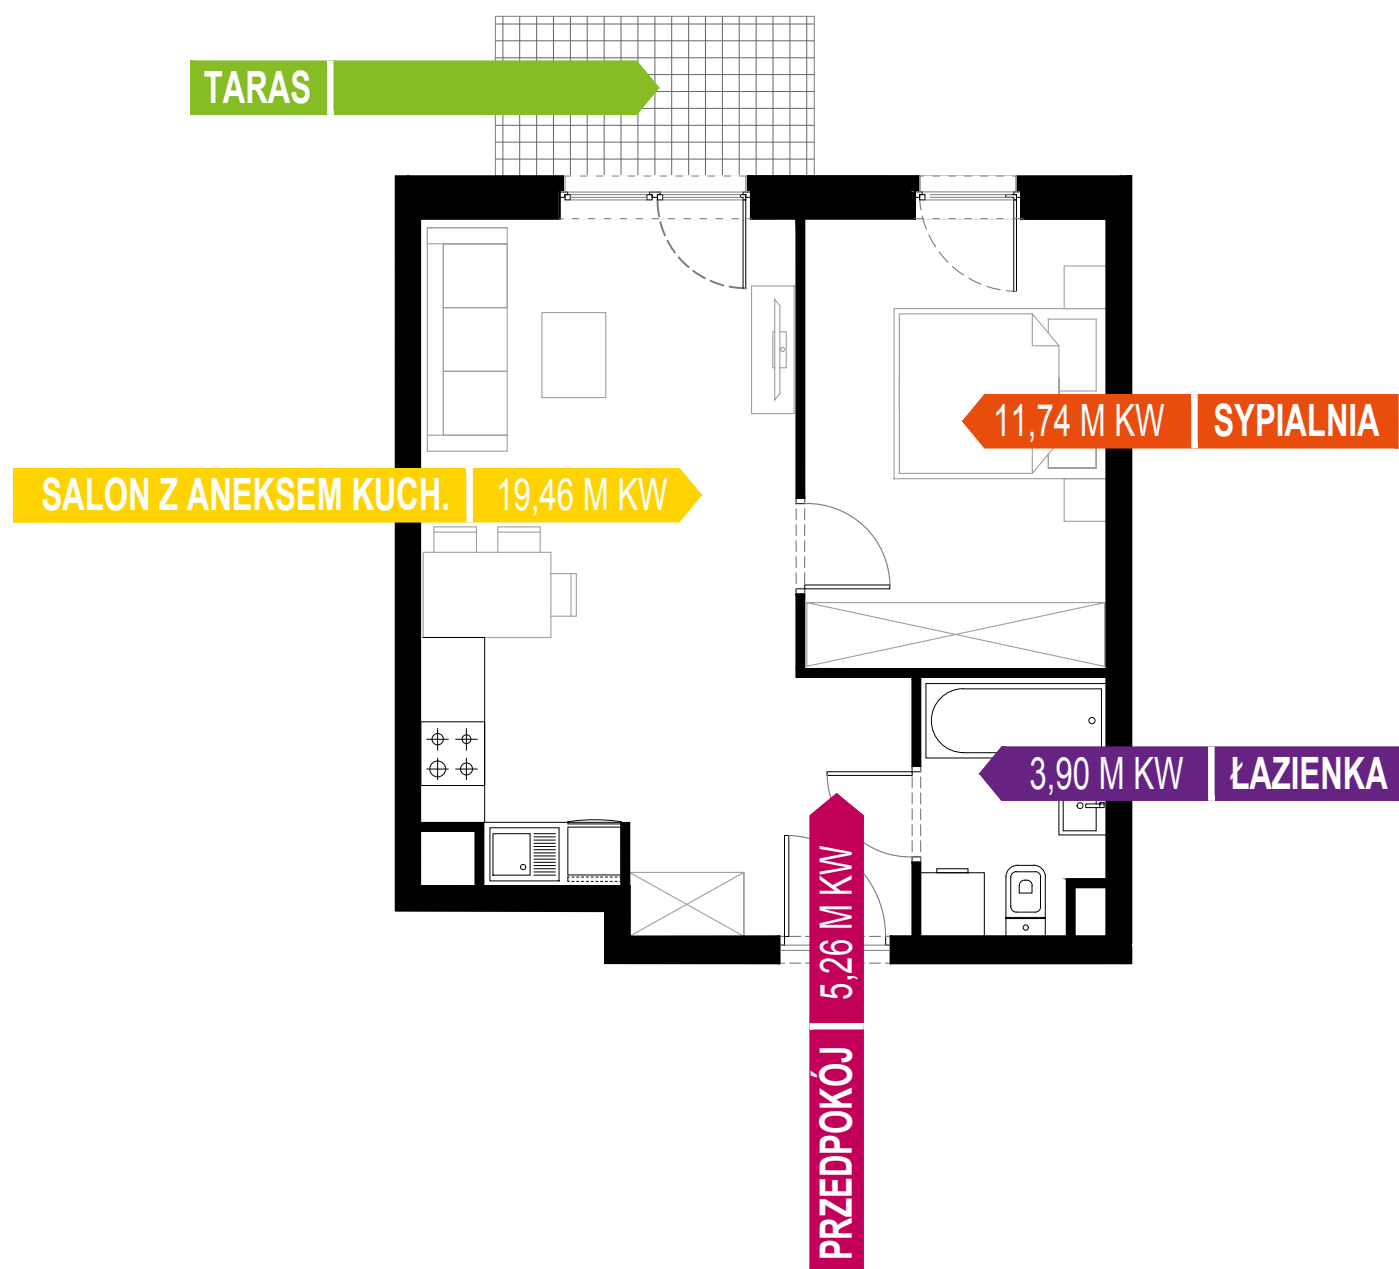 TARAS
11,74 M KW SYPIALNIA
SALON Z ANEKSEM KUCH. 19,46 M KW
3,90 M KW ŁAZIENKA
PRZEDPOKÓJ 5,26 M KW